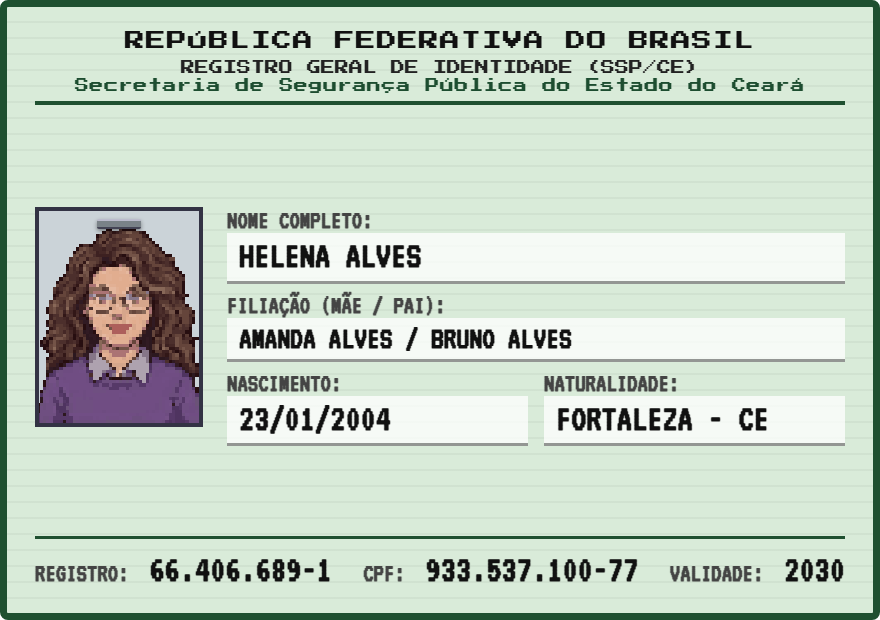 REPúBLICA FEDERATIVA DO BRASIL
REGISTRO GERAL DE IDENTIDADE (SSP/CE)
Secretaria de Segurança Pública do Estado do Ceará
NOME COMPLETO:
HELENA ALVES
FILIAÇÃO (MÃE / PAI):
AMANDA ALVES / BRUNO ALVES
NASCIMENTO: NATURALIDADE:
23/01/2004 FORTALEZA - CE
REGISTRO: 66.406.689-1 CPF: 933.537.100-77 VALIDADE: 2030